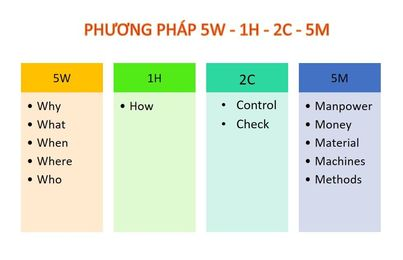 PHƯƠNG PHÁP 5W - 1H - 2C - 5M
5W
• Why
• What
• When
• Where
• Who
1H
• How
2C
• Control
• Check
5M
• Manpower
• Money
• Material
• Machines
• Methods